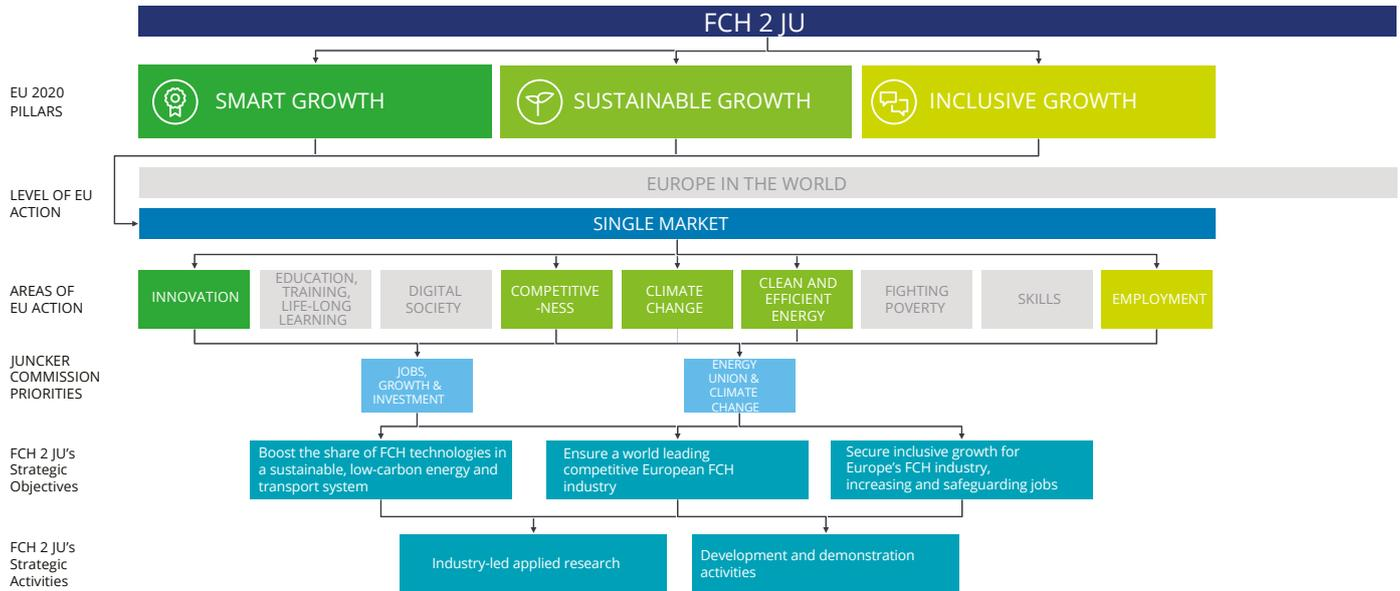 FCH 2 JU
EU 2020
PILLARS
SMART GROWTH
SUSTAINABLE GROWTH
INCLUSIVE GROWTH
LEVEL OF EU
ACTION
EUROPE IN THE WORLD
SINGLE MARKET
AREAS OF
EU ACTION
INNOVATION
EDUCATION,
TRAINING,
LIFE-LONG
LEARNING
DIGITAL
SOCIETY
COMPETITIVE
-NESS
CLIMATE
CHANGE
CLEAN AND
EFFICIENT
ENERGY
FIGHTING
POVERTY
SKILLS
EMPLOYMENT
JUNCKER
COMMISSION
PRIORITIES
JOBS,
GROWTH &
INVESTMENT
ENERGY
UNION &
CLIMATE
CHANGE
FCH 2 JU’s
Strategic
Objectives
Boost the share of FCH technologies in
a sustainable, low-carbon energy and
transport system
Ensure a world leading
competitive European FCH
industry
Secure inclusive growth for
Europe’s FCH industry,
increasing and safeguarding jobs
FCH 2 JU’s
Strategic
Activities
Industry-led applied research
Development and demonstration
activities